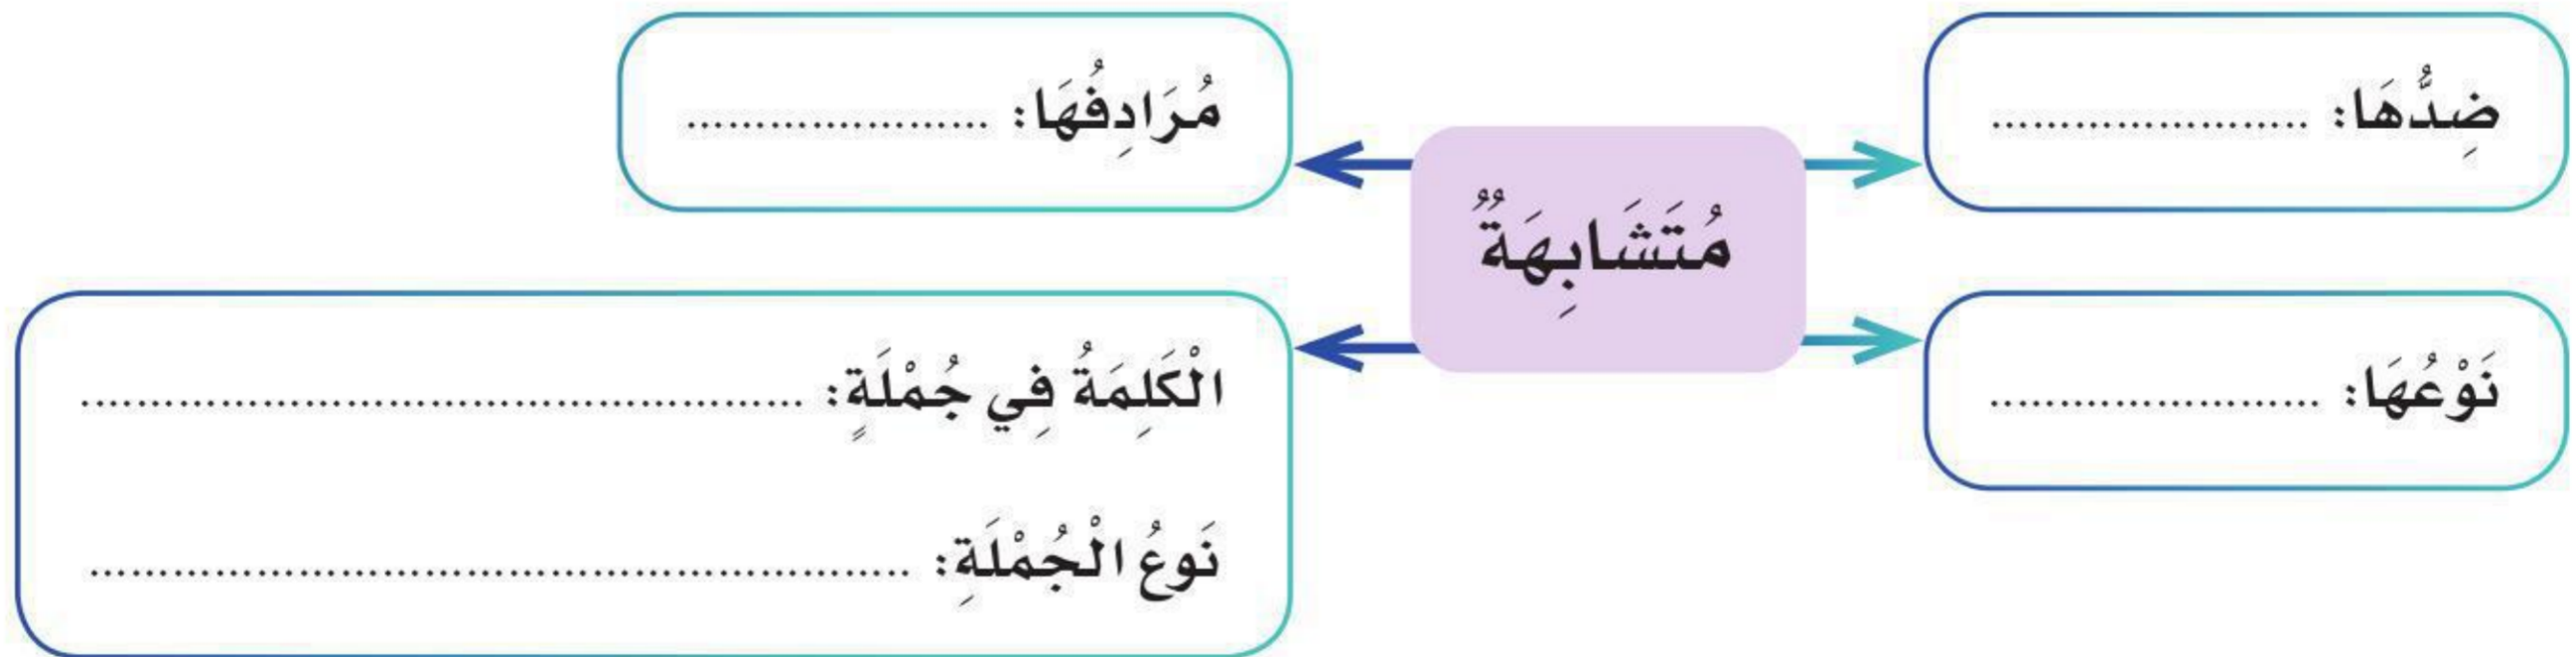 ضِدُّهَا: ......................
مُرَادِفُهَا: ......................
مُتَشَابِهَةٌ
نَوْعُهَا: ......................
الْكَلِمَةُ فِي جُمْلَةٍ: ....................................................
نَوعُ الْجُمْلَةِ: ............................................................